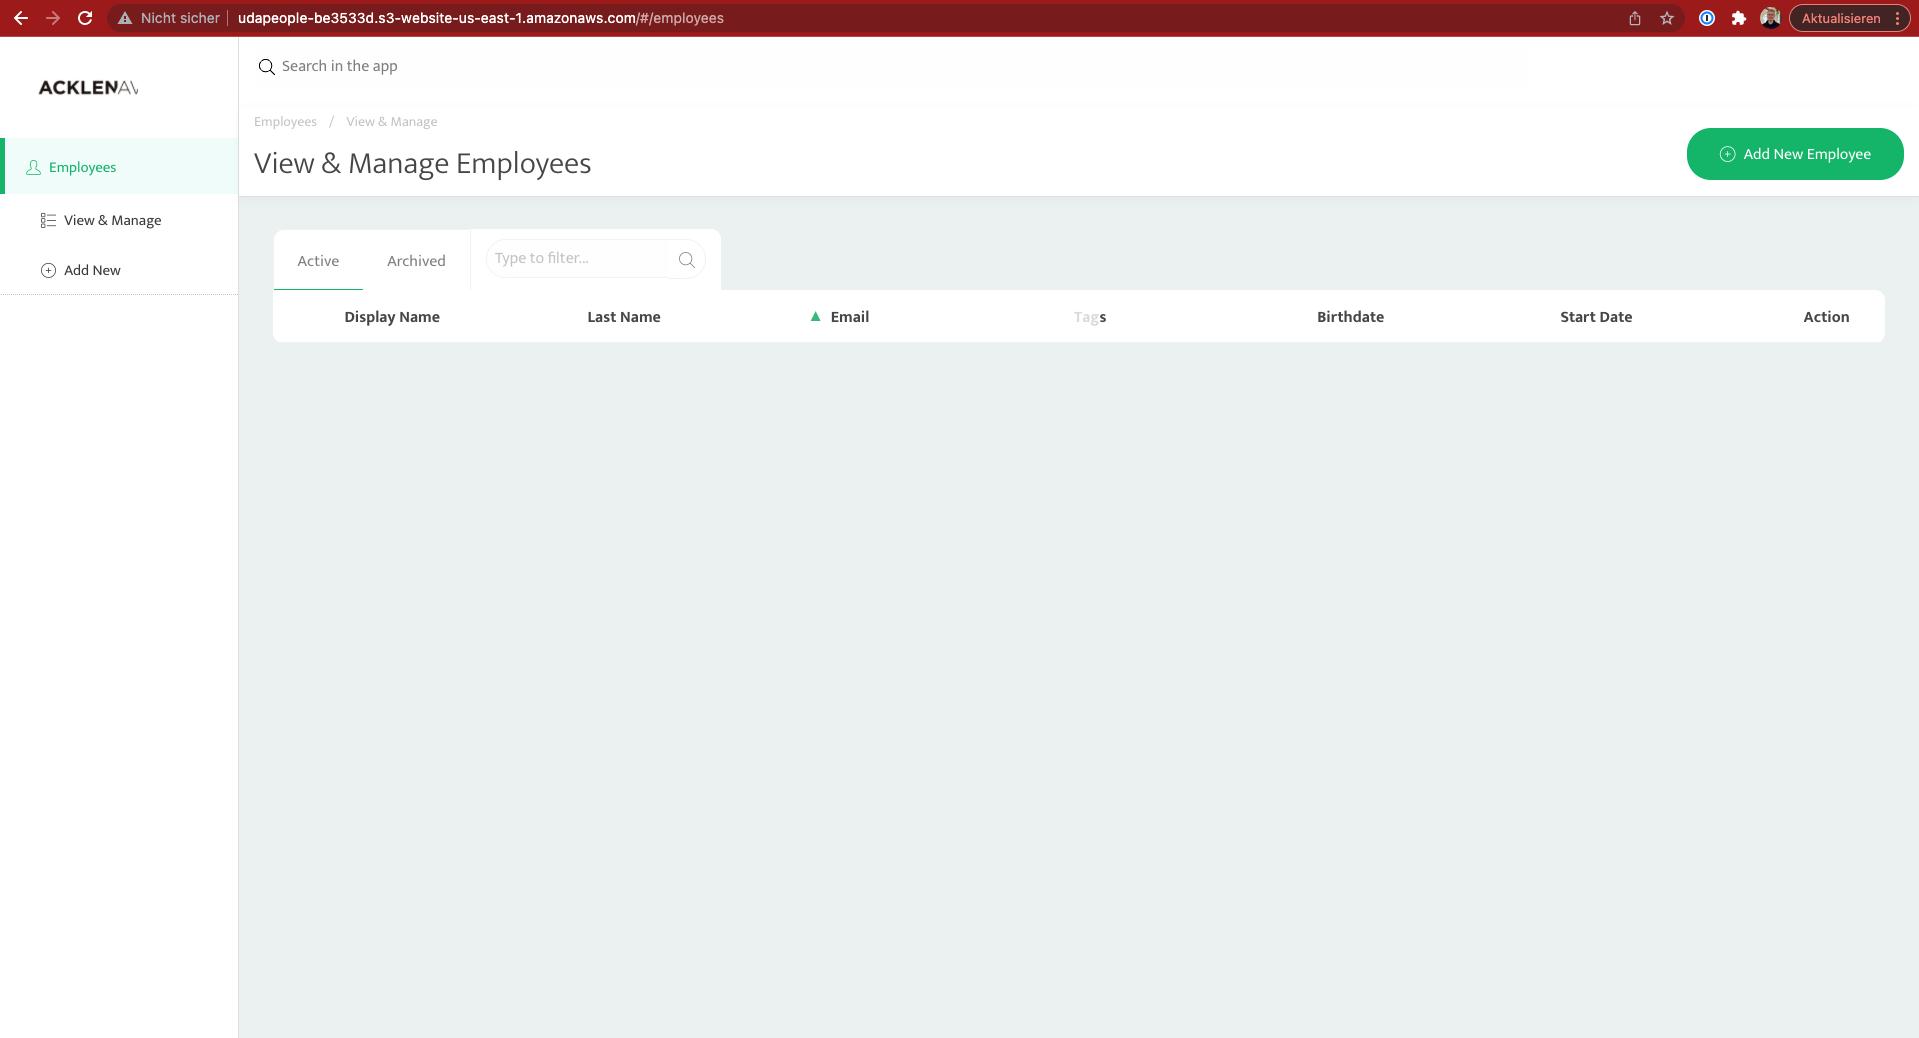 Nicht sicher udapeople-be3533d.s3-website-us-east-1.amazonaws.com/#/employees Aktualisieren
ACKLENAV
Search in the app
Employees / View & Manage
View & Manage Employees
Add New Employee
Employees
View & Manage
Add New
Active Archived Type to filter...
Display Name Last Name Email Tags Birthdate Start Date Action